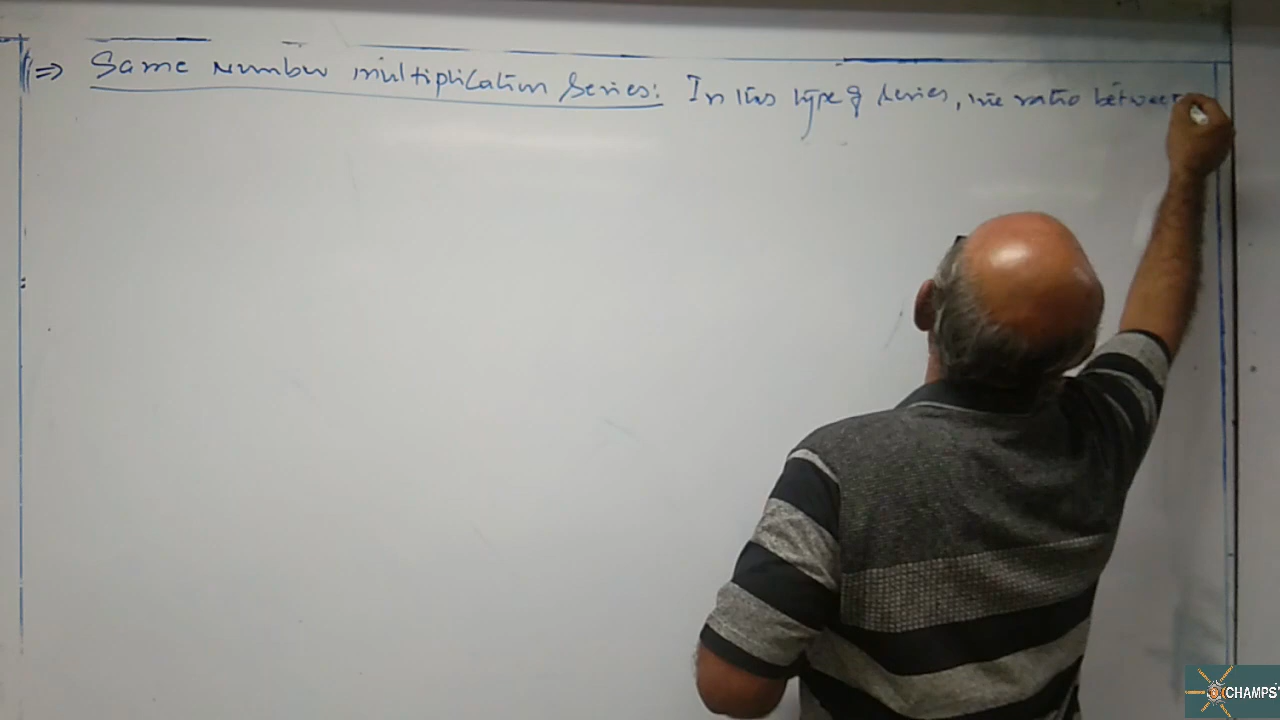 ⇒ Same Number multiplication Series: In this type of series, the ratio between
CHAMPS